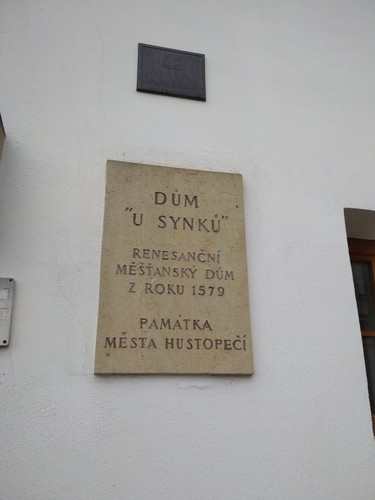 DŮM
"U SYNKŮ"
RENESANČNÍ
MĚŠŤANSKÝ DŮM
Z ROKU 1579
PAMÁTKA
MĚSTA HUSTOPEČÍ